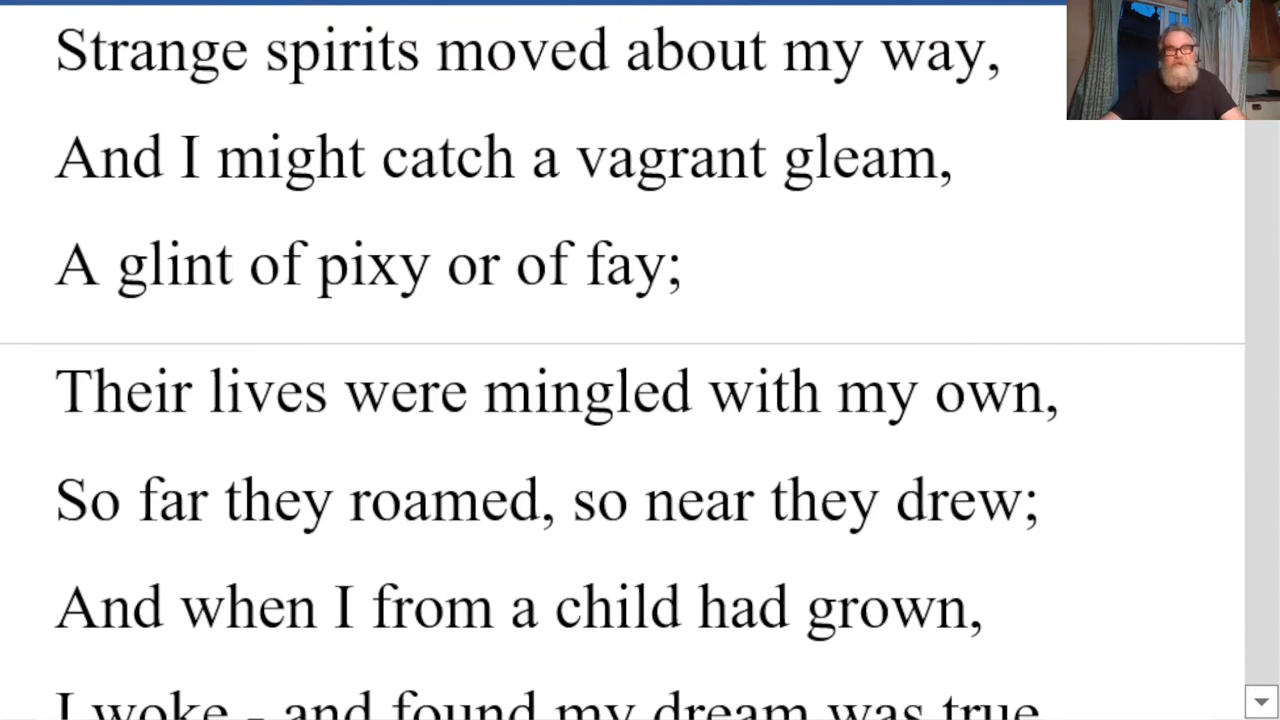 Strange spirits moved about my way,
And I might catch a vagrant gleam,
A glint of pixy or of fay;
Their lives were mingled with my own,
So far they roamed, so near they drew;
And when I from a child had grown,
I woke - and found my dream was true